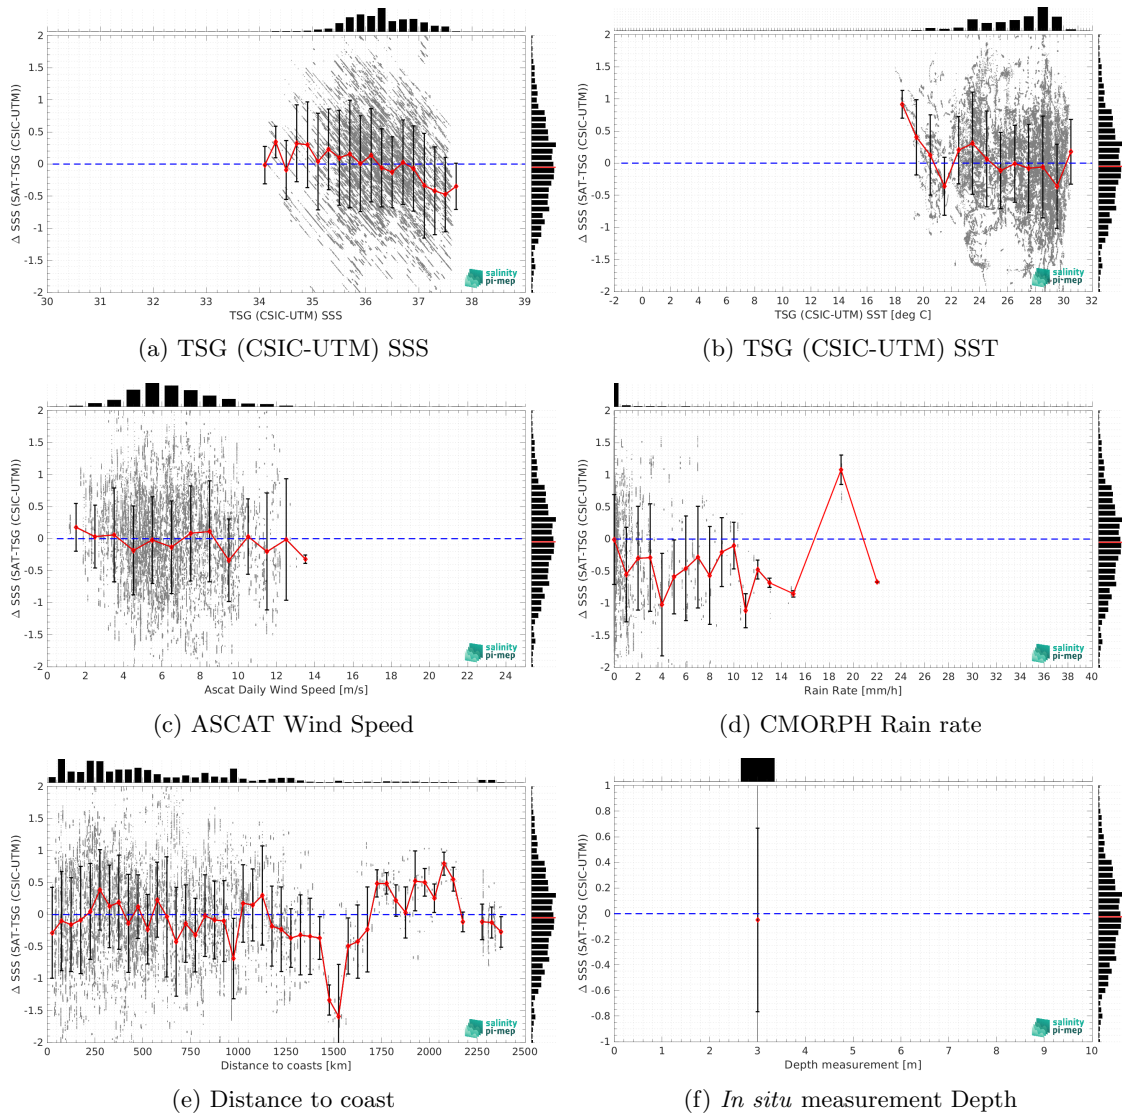 Δ SSS (SAT-TSG (CSIC-UTM))
2
1.5
1
0.5
0
-0.5
-1
-1.5
-2
salinity
pi-mep
30 31 32 33 34 35 36 37 38 39
TSG (CSIC-UTM) SSS
(a) TSG (CSIC-UTM) SSS
Δ SSS (SAT-TSG (CSIC-UTM))
2
1.5
1
0.5
0
-0.5
-1
-1.5
-2
salinity
pi-mep
-2 0 2 4 6 8 10 12 14 16 18 20 22 24 26 28 30 32
TSG (CSIC-UTM) SST [deg C]
(b) TSG (CSIC-UTM) SST
Δ SSS (SAT-TSG (CSIC-UTM))
2
1.5
1
0.5
0
-0.5
-1
-1.5
-2
salinity
pi-mep
0 2 4 6 8 10 12 14 16 18 20 22 24
Ascat Daily Wind Speed [m/s]
(c) ASCAT Wind Speed
Δ SSS (SAT-TSG (CSIC-UTM))
2
1.5
1
0.5
0
-0.5
-1
-1.5
-2
salinity
pi-mep
0 2 4 6 8 10 12 14 16 18 20 22 24 26 28 30 32 34 36 38 40
Rain Rate [mm/h]
(d) CMORPH Rain rate
Δ SSS (SAT-TSG (CSIC-UTM))
2
1.5
1
0.5
0
-0.5
-1
-1.5
-2
salinity
pi-mep
0 250 500 750 1000 1250 1500 1750 2000 2250 2500
Distance to coasts [km]
(e) Distance to coast
Δ SSS (SAT-TSG (CSIC-UTM))
1
0.8
0.6
0.4
0.2
0
-0.2
-0.4
-0.6
-0.8
-1
salinity
pi-mep
0 1 2 3 4 5 6 7 8 9 10
Depth measurement [m]
(f) In situ measurement Depth